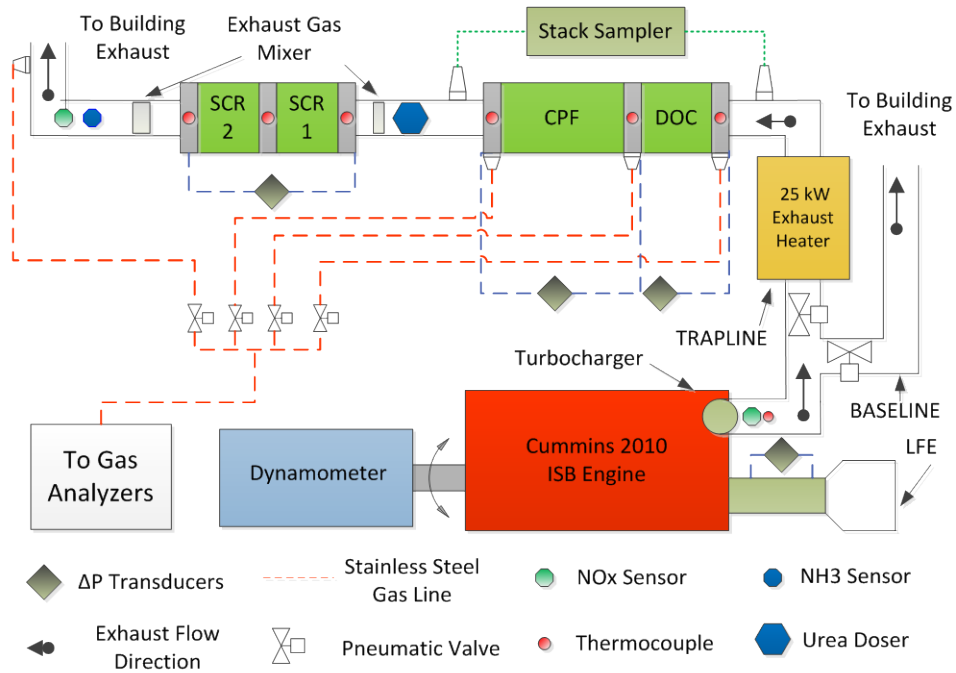 To Building
Exhaust
Exhaust Gas
Mixer
Stack Sampler
To Building
Exhaust
SCR
2
SCR
1
CPF
DOC
25 kW
Exhaust
Heater
TRAPLINE
Turbocharger
BASELINE
LFE
To Gas
Analyzers
Dynamometer
Cummins 2010
ISB Engine
ΔP Transducers
Stainless Steel
Gas Line
NOx Sensor
NH3 Sensor
Exhaust Flow
Direction
Pneumatic Valve
Thermocouple
Urea Doser